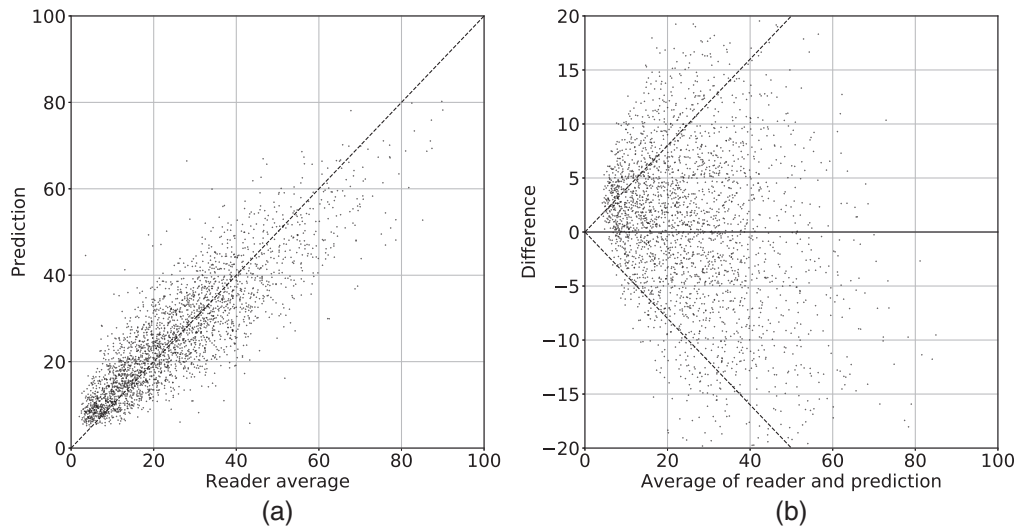 100
80
60
40
20
0
Prediction
0 20 40 60 80 100
Reader average
(a)
20
15
10
5
0
−5
−10
−15
−20
Difference
0 20 40 60 80 100
Average of reader and prediction
(b)